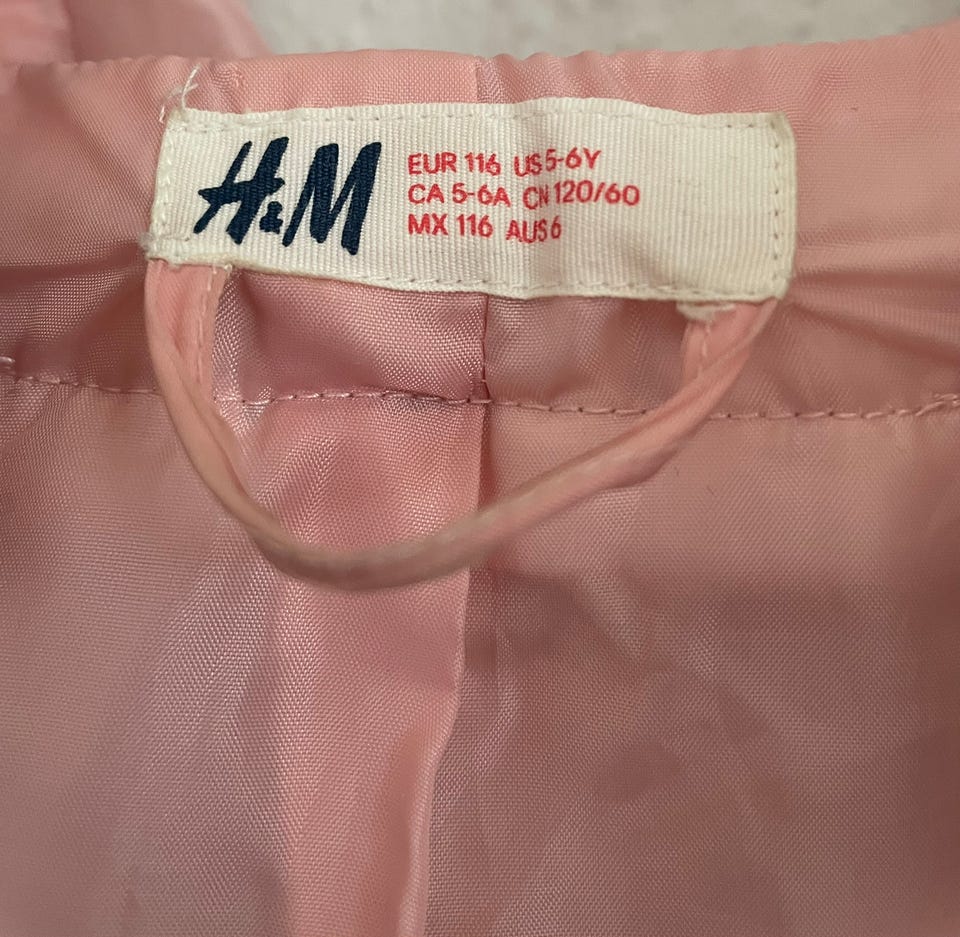 H&M
EUR 116 US 5-6Y
CA 5-6A CN 120/60
MX 116 AUS 6